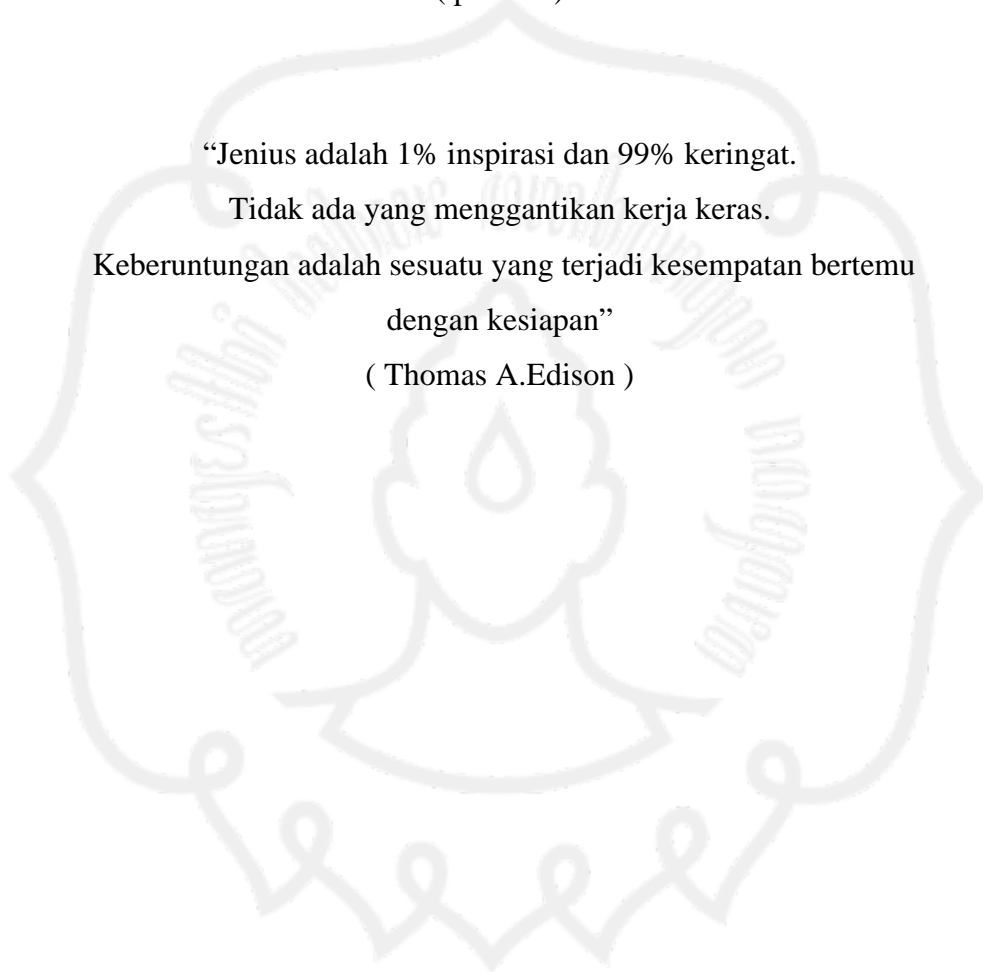 “Jenius adalah 1% inspirasi dan 99% keringat.
Tidak ada yang menggantikan kerja keras.
Keberuntungan adalah sesuatu yang terjadi kesempatan bertemu
dengan kesiapan”
( Thomas A.Edison )